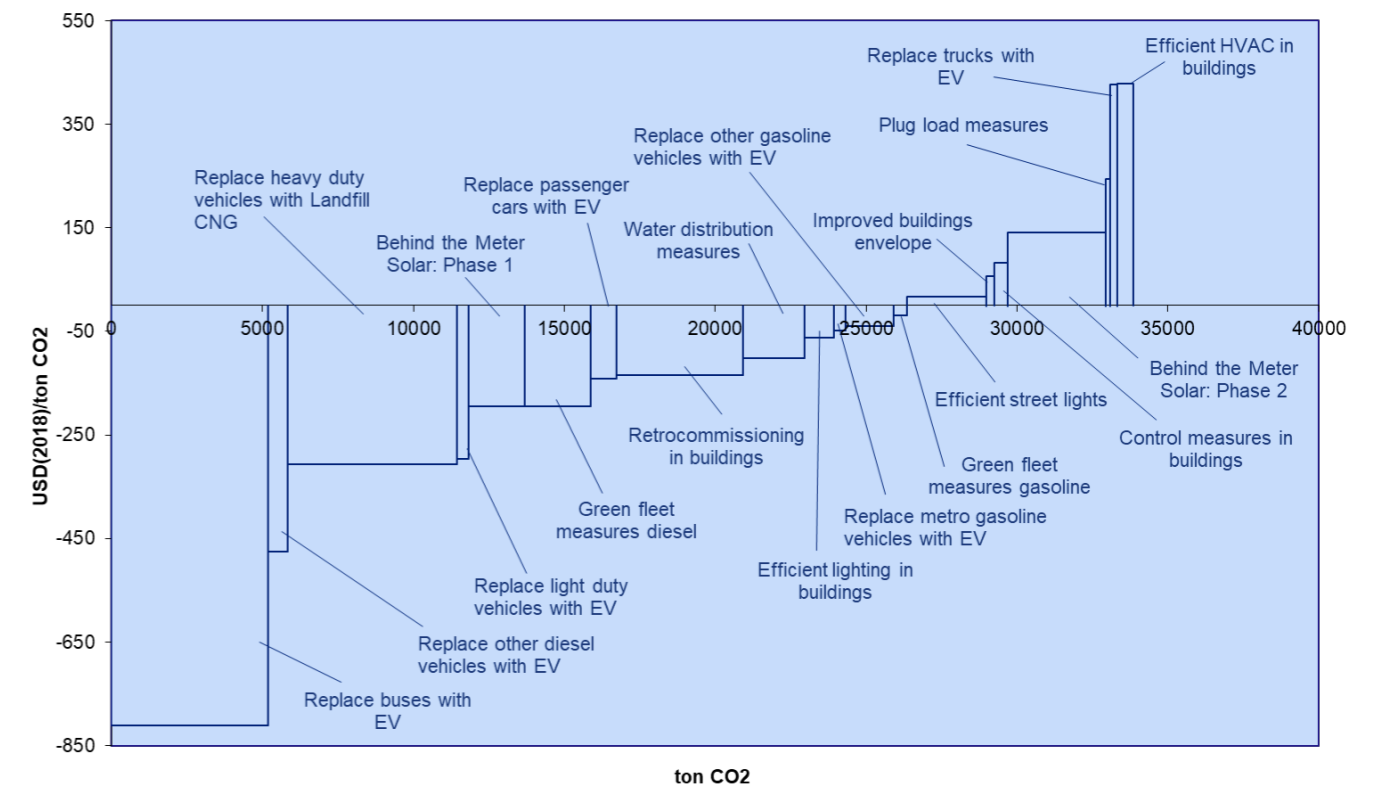 550
Efficient HVAC in
buildings
Replace trucks with
EV
350
Plug load measures
Replace other gasoline
vehicles with EV
Replace heavy duty
vehicles with Landfill
CNG
Replace passenger
cars with EV
150
Improved buildings
envelope
Water distribution
measures
Behind the Meter
Solar: Phase 1
-50
0
5000
10000
15000
20000
25000
30000
35000
40000
Behind the Meter
Solar: Phase 2
Efficient street lights
-250
Retrocommissioning
in buildings
Control measures in
buildings
Green fleet
measures gasoline
USD(2018)/ton CO2
-450
Green fleet
measures diesel
Replace metro gasoline
vehicles with EV
Efficient lighting in
buildings
Replace light duty
vehicles with EV
-650
Replace other diesel
vehicles with EV
Replace buses with
EV
-850
ton CO2